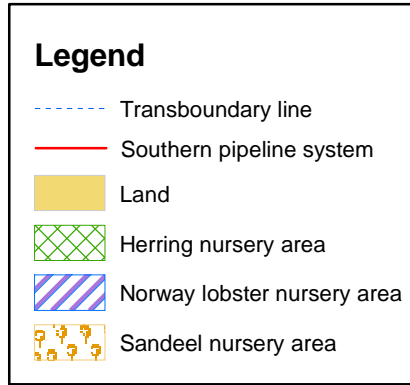 Legend
Transboundary line
Southern pipeline system
Land
Herring nursery area
Norway lobster nursery area
Sandeel nursery area